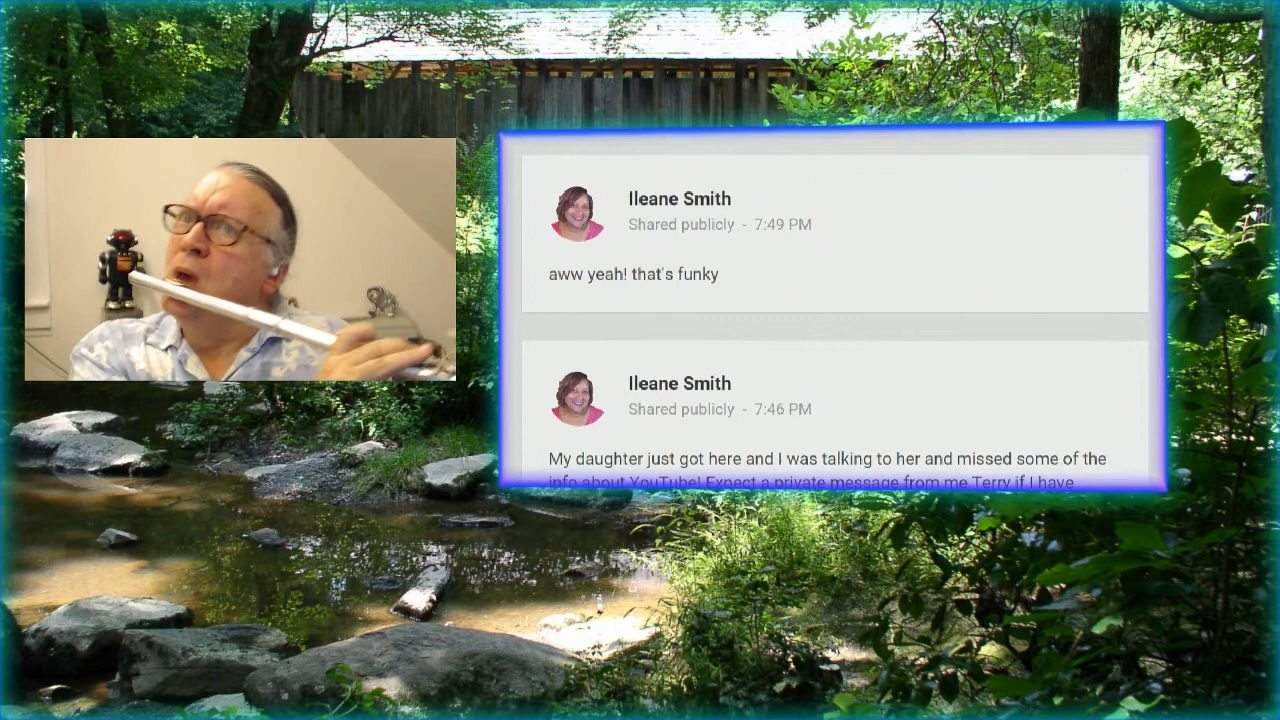 Ileane Smith
Shared publicly - 7:49 PM
aww yeah! that's funky
Ileane Smith
Shared publicly - 7:46 PM
My daughter just got here and I was talking to her and missed some of the
info about YouTube! Expect a private message from me Terry if I have